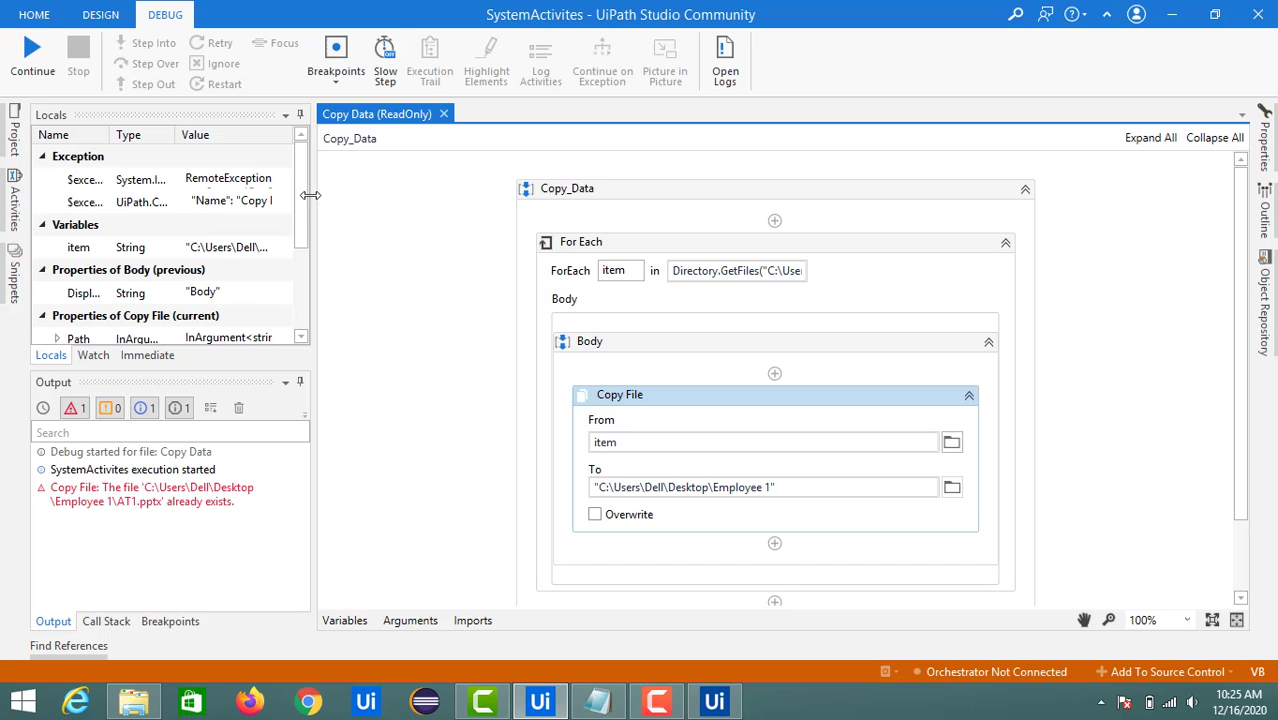 HOME DESIGN DEBUG SystemActivites - UiPath Studio Community
Continue
Stop
Step Into
Step Over
Step Out
Retry
Ignore
Restart
Focus
Breakpoints
Slow
Step
Execution
Trail
Highlight
Elements
Log
Activities
Continue on
Exception
Picture in
Picture
Open
Logs
Project
Activities
Snippets
Locals
Name Type Value
Exception
$exce... System.I... RemoteException
$exce... UiPath.C... "Name": "Copy
Variables
item String "C:\Users\Dell\...
Properties of Body (previous)
Displ... String "Body"
Properties of Copy File (current)
Path InArgu... InArgument<strir
Locals Watch Immediate
Output
1 0 1 1
Search
Debug started for file: Copy Data
SystemActivites execution started
Copy File: The file 'C:\Users\Dell\Desktop
\Employee 1\AT1.pptx' already exists.
Output Call Stack Breakpoints
Find References
Copy Data (ReadOnly)
Copy_Data Expand All Collapse All
Copy_Data
For Each
ForEach item in Directory.GetFiles("C:\Use
Body
Body
Copy File
From
item
To
"C:\Users\Dell\Desktop\Employee 1"
Overwrite
Variables Arguments Imports 100%
Properties
Outline
Object Repository
Orchestrator Not Connected Add To Source Control VB
Ui Ui Ui
10:25 AM
12/16/2020